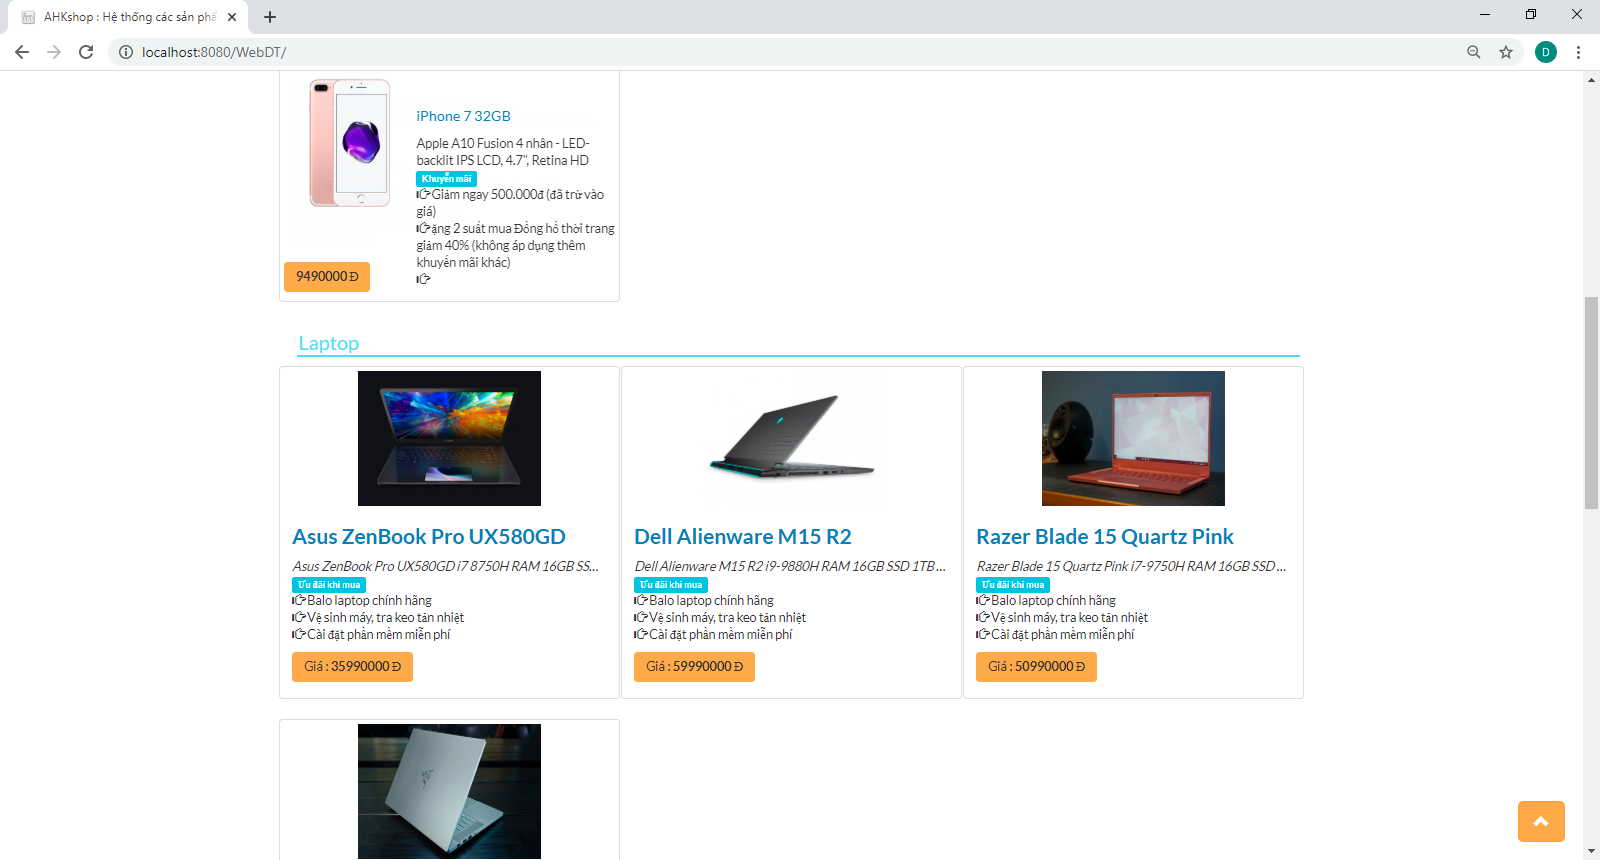 AHKshop : Hệ thống các sản phẩ
localhost:8080/WebDT/
D
iPhone 7 32GB
Apple A10 Fusion 4 nhân - LED-
backlit IPS LCD, 4.7", Retina HD
Khuyến mãi
Giảm ngay 500.000đ (đã trừ vào
giá)
ặng 2 suất mua Đồng hồ thời trang
giảm 40% (không áp dụng thêm
khuyến mãi khác)
9490000 Đ
Laptop
Asus ZenBook Pro UX580GD
Asus ZenBook Pro UX580GD i7 8750H RAM 16GB SS...
Ưu đãi khi mua
Balo laptop chính hãng
Vệ sinh máy, tra keo tản nhiệt
Cài đặt phần mềm miễn phí
Giá : 35990000 Đ
Dell Alienware M15 R2
Dell Alienware M15 R2 i9-9880H RAM 16GB SSD 1TB ...
Ưu đãi khi mua
Balo laptop chính hãng
Vệ sinh máy, tra keo tản nhiệt
Cài đặt phần mềm miễn phí
Giá : 59990000 Đ
Razer Blade 15 Quartz Pink
Razer Blade 15 Quartz Pink i7-9750H RAM 16GB SSD ...
Ưu đãi khi mua
Balo laptop chính hãng
Vệ sinh máy, tra keo tản nhiệt
Cài đặt phần mềm miễn phí
Giá : 50990000 Đ